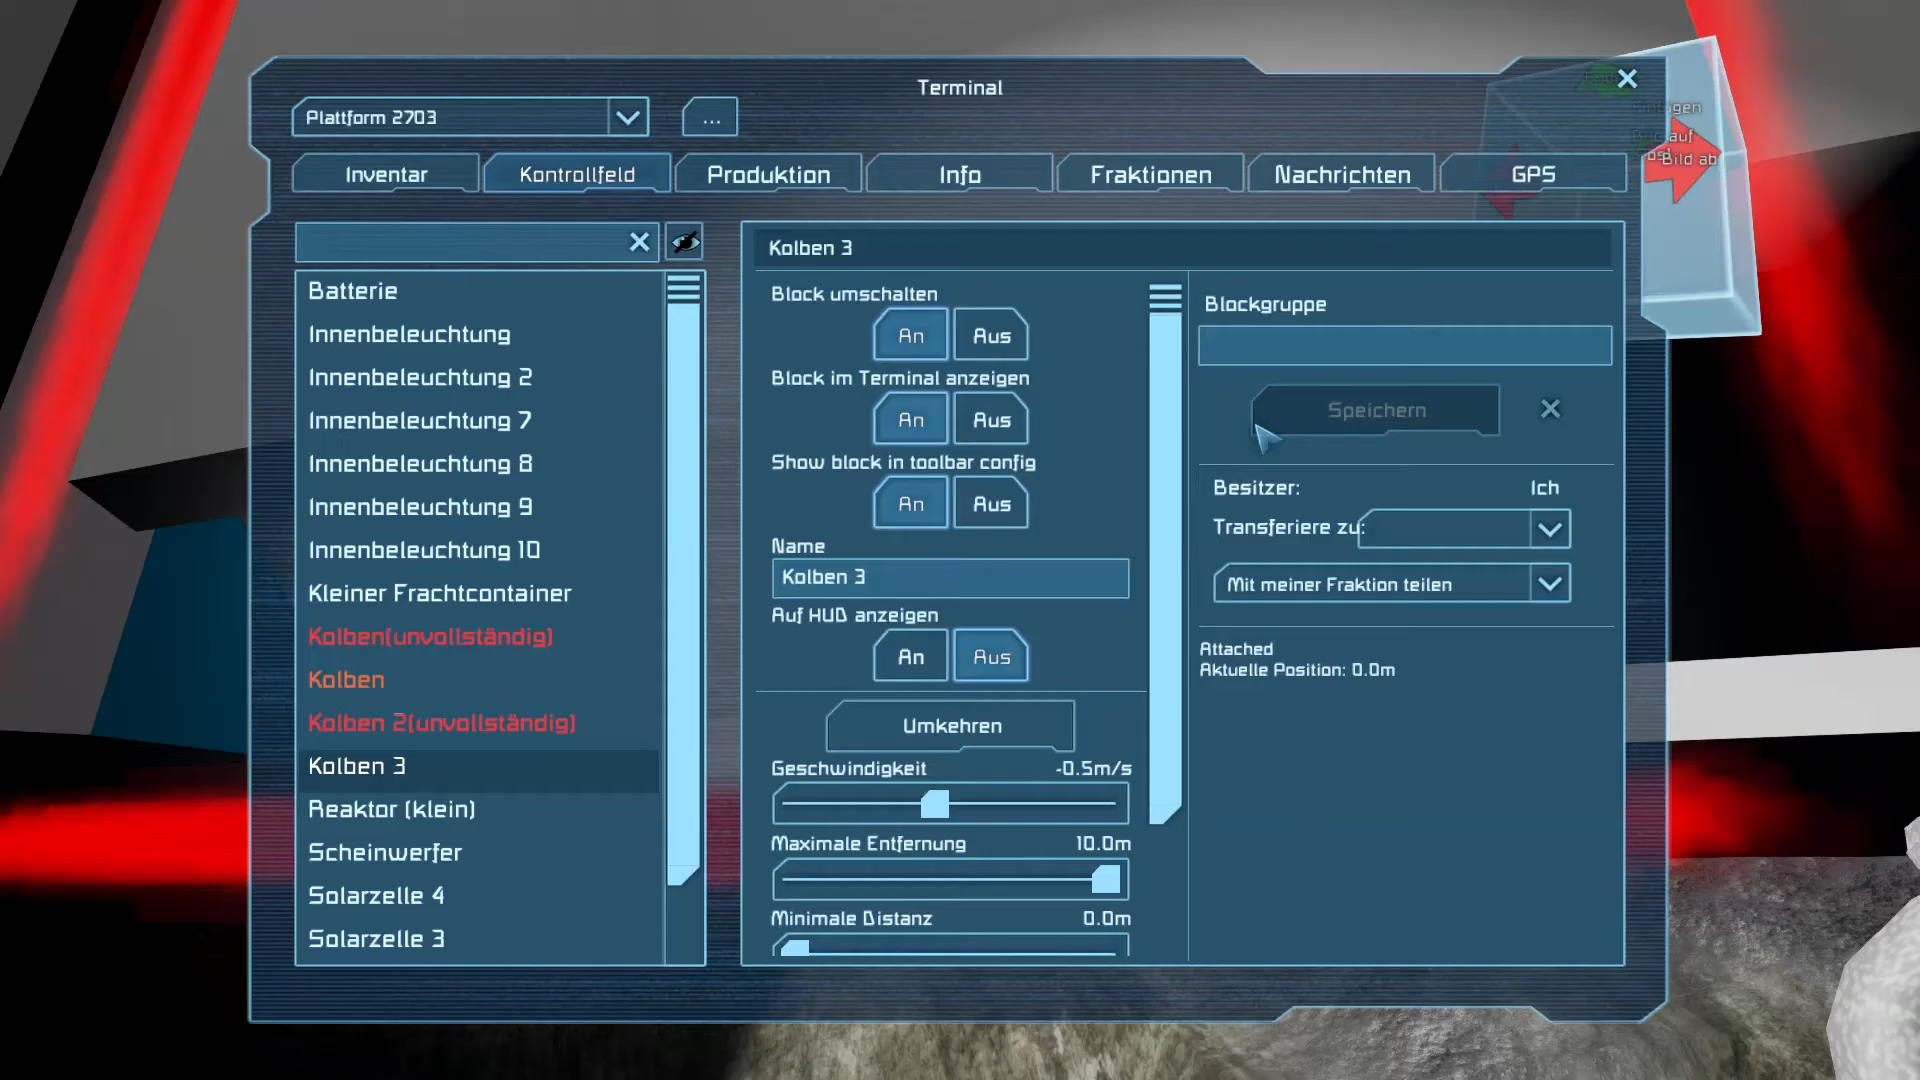 Terminal
Plattform 2703
...
Inventar
Kontrollfeld
Produktion
Info
Fraktionen
Nachrichten
GPS
auf
Bild ab
Batterie
Innenbeleuchtung
Innenbeleuchtung 2
Innenbeleuchtung 7
Innenbeleuchtung 8
Innenbeleuchtung 9
Innenbeleuchtung 10
Kleiner Frachtcontainer
Kolben(unvollständig)
Kolben
Kolben 2(unvollständig)
Kolben 3
Reaktor (klein)
Scheinwerfer
Solarzelle 4
Solarzelle 3
Kolben 3
Block umschalten
An Aus
Block im Terminal anzeigen
An Aus
Show block in toolbar config
An Aus
Name
Kolben 3
Auf HUD anzeigen
An Aus
Umkehren
Geschwindigkeit -0.5m/s
Maximale Entfernung 10.0m
Minimale Distanz 0.0m
Blockgruppe
Speichern
Besitzer: Ich
Transferiere zu:
Mit meiner Fraktion teilen
Attached
Aktuelle Position: 0.0m